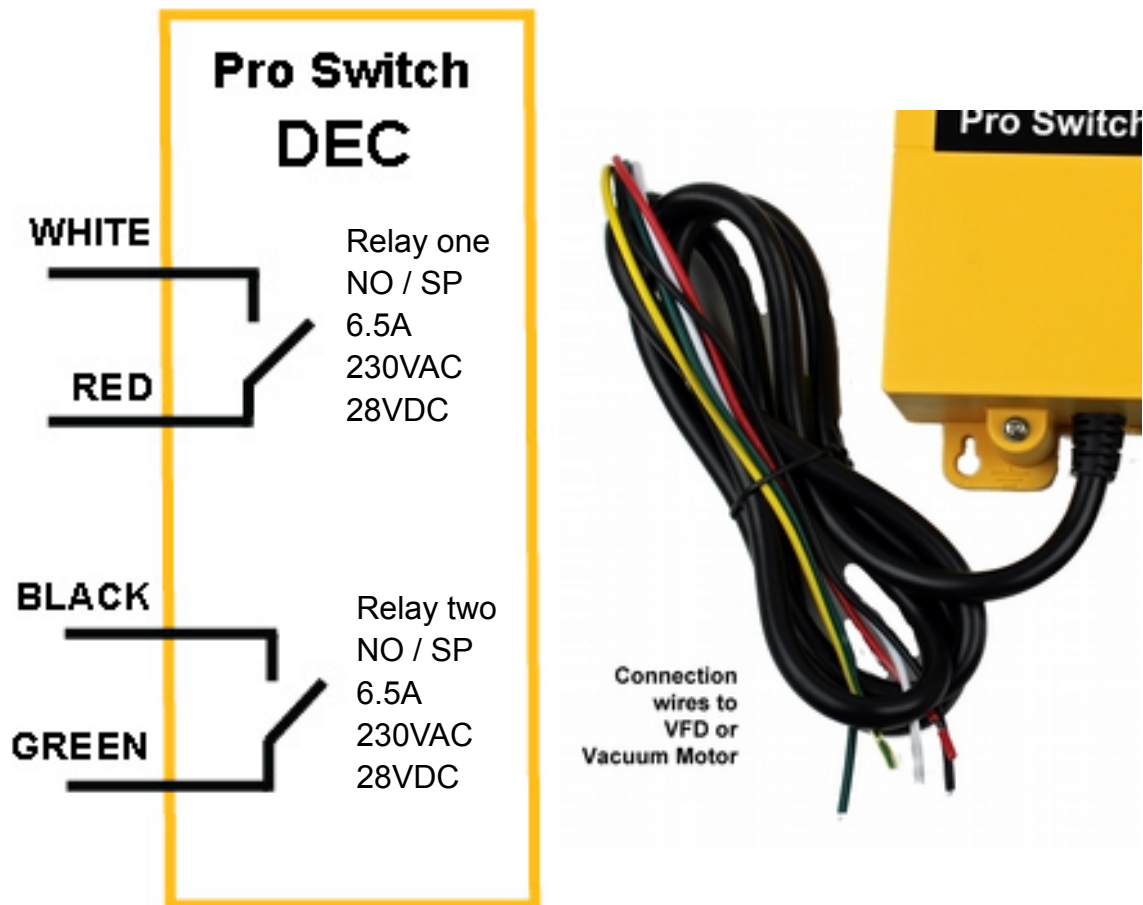 Pro Switch
DEC
WHITE
RED
Relay one
NO / SP
6.5A
230VAC
28VDC
BLACK
GREEN
Relay two
NO / SP
6.5A
230VAC
28VDC
Pro Switch
Connection
wires to
VFD or
Vacuum Motor